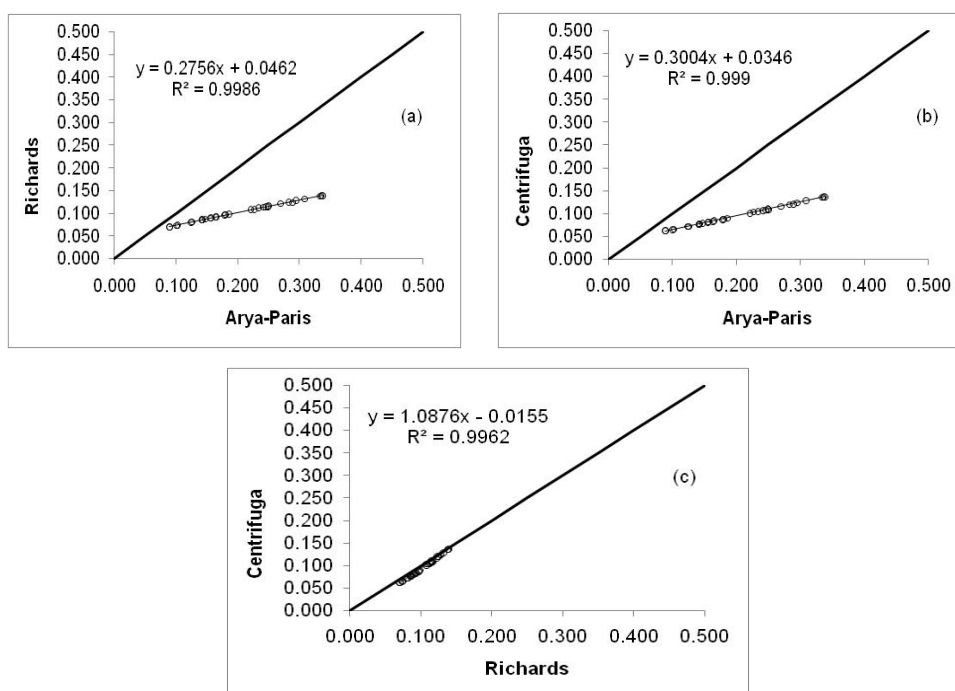 0.500
0.450
0.400
0.350
0.300
0.250
0.200
0.150
0.100
0.050
0.000
Richards
y = 0.2756x + 0.0462
R² = 0.9986
(a)
0.000 0.100 0.200 0.300 0.400 0.500
Arya-Paris
0.500
0.450
0.400
0.350
0.300
0.250
0.200
0.150
0.100
0.050
0.000
Centrifuga
y = 0.3004x + 0.0346
R² = 0.999
(b)
0.000 0.100 0.200 0.300 0.400 0.500
Arya-Paris
0.500
0.450
0.400
0.350
0.300
0.250
0.200
0.150
0.100
0.050
0.000
Centrifuga
y = 1.0876x - 0.0155
R² = 0.9962
(c)
0.000 0.100 0.200 0.300 0.400 0.500
Richards